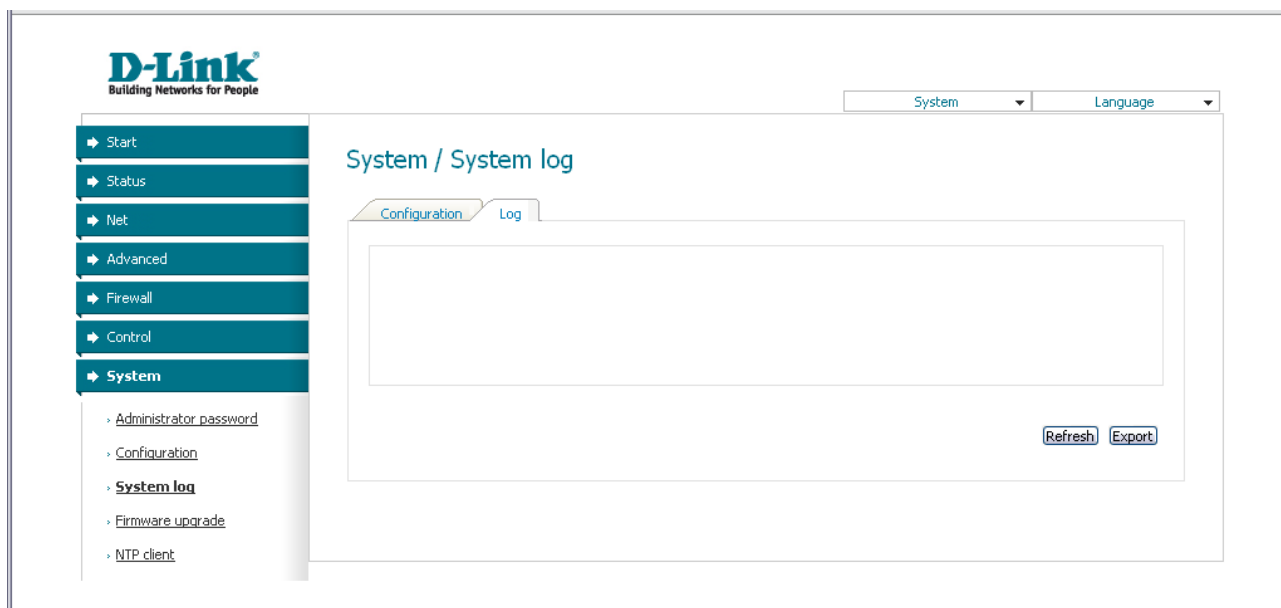 D-Link®
Building Networks for People
System Language
Start
Status
Net
Advanced
Firewall
Control
System
Administrator password
Configuration
System log
Firmware upgrade
NTP client
System / System log
Configuration Log
Refresh Export